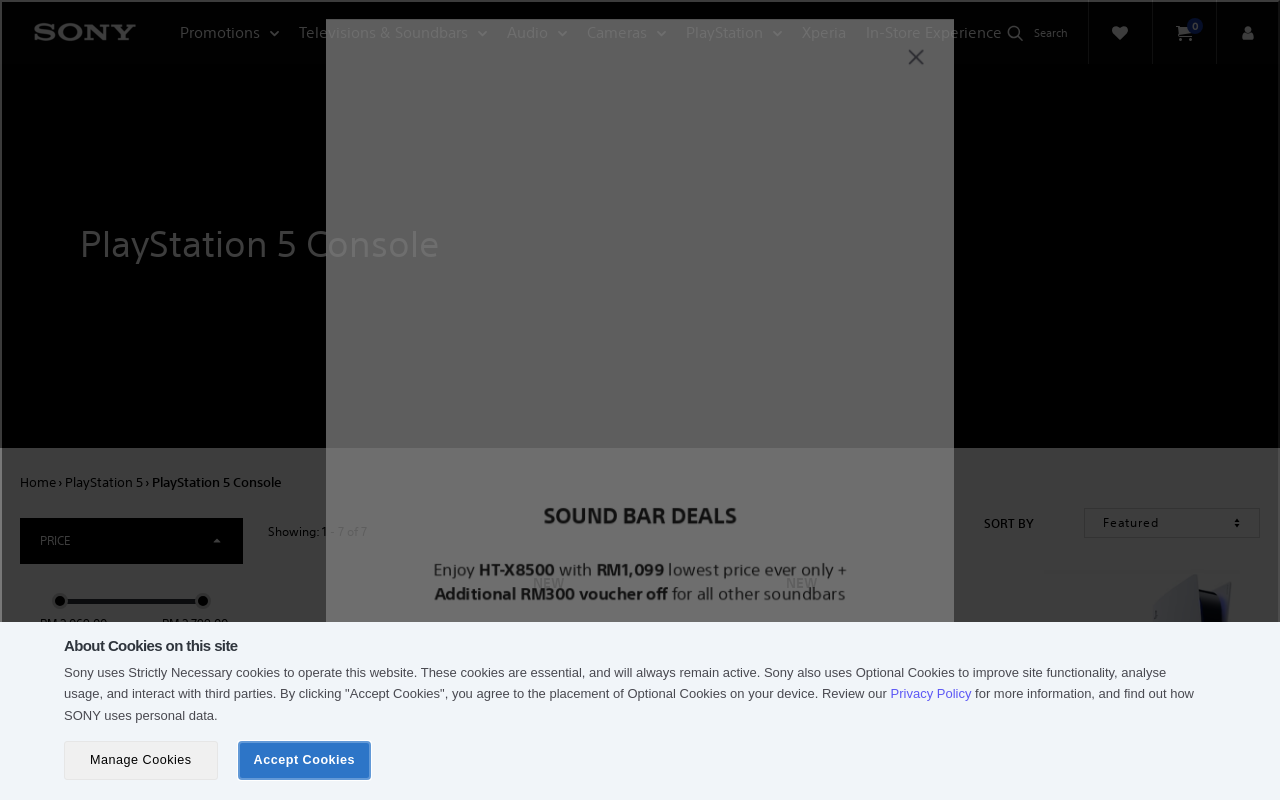 SONY
Promotions Televisions & Soundbars Audio Cameras PlayStation Xperia In-Store Experience Search 0
PlayStation 5 Console
Home › PlayStation 5 › PlayStation 5 Console
PRICE
Showing: 1 - 7 of 7
SORT BY Featured
SOUND BAR DEALS
Enjoy HT-X8500 with RM1,099 lowest price ever only +
NEW NEW
Additional RM300 voucher off for all other soundbars
About Cookies on this site
Sony uses Strictly Necessary cookies to operate this website. These cookies are essential, and will always remain active. Sony also uses Optional Cookies to improve site functionality, analyse
usage, and interact with third parties. By clicking "Accept Cookies", you agree to the placement of Optional Cookies on your device. Review our Privacy Policy for more information, and find out how
SONY uses personal data.
Manage Cookies Accept Cookies